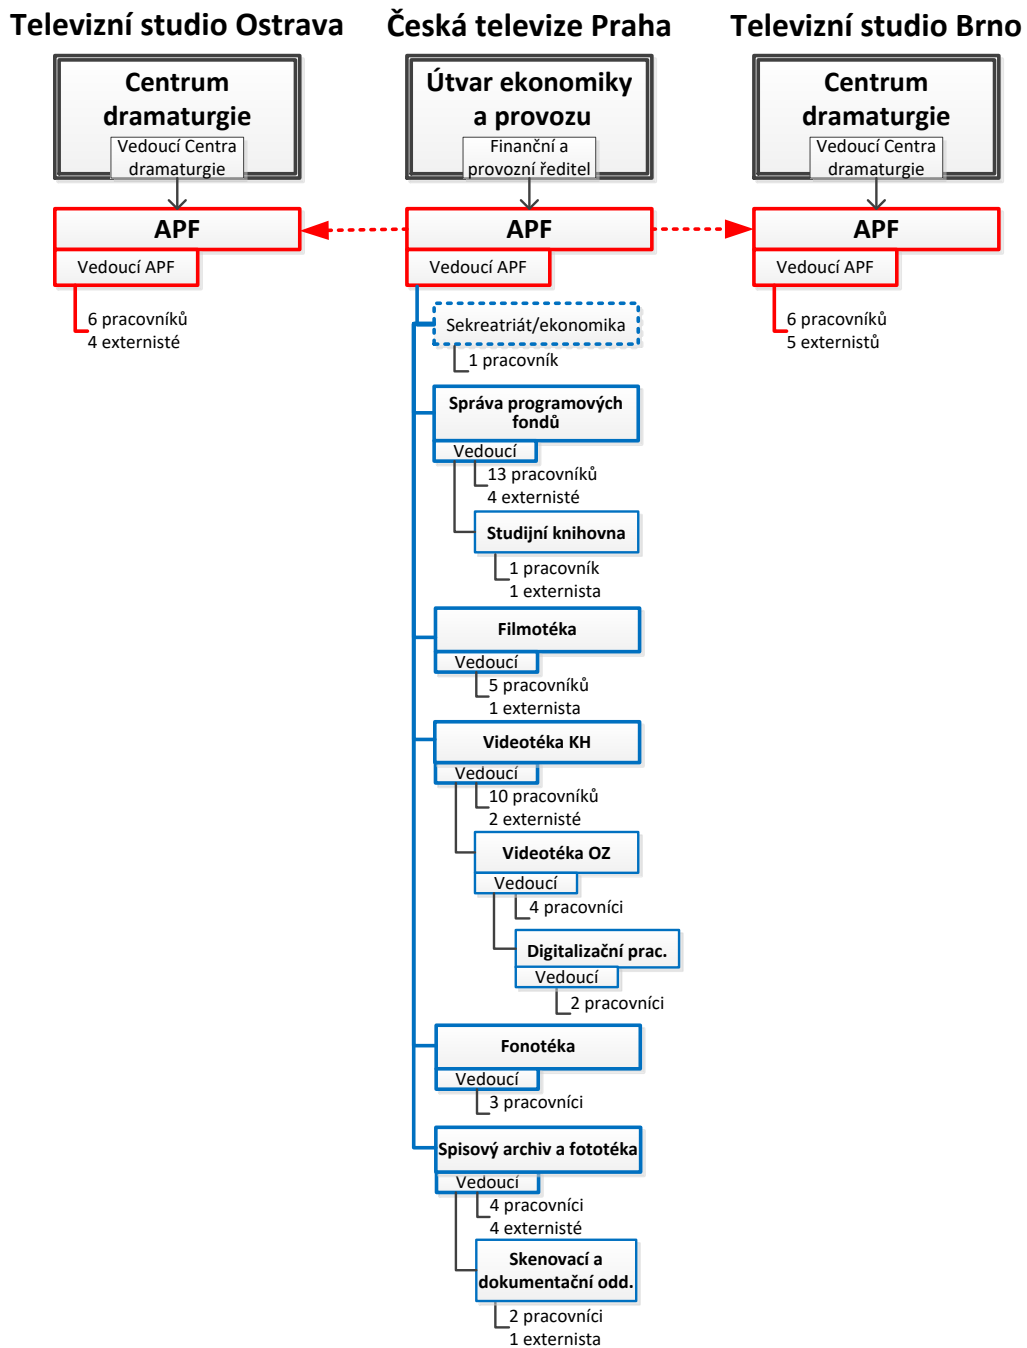 Televizní studio Ostrava
Česká televize Praha
Televizní studio Brno
Centrum
dramaturgie
Vedoucí Centra
dramaturgie
Útvar ekonomiky
a provozu
Finanční a
provozní ředitel
Centrum
dramaturgie
Vedoucí Centra
dramaturgie
APF
Vedoucí APF
6 pracovníků
4 externisté
APF
Vedoucí APF
APF
Vedoucí APF
6 pracovníků
5 externistů
Sekreatriát/ekonomika
1 pracovník
Správa programových
fondů
Vedoucí
13 pracovníků
4 externisté
Studijní knihovna
1 pracovník
1 externista
Filmotéka
Vedoucí
5 pracovníků
1 externista
Videotéka KH
Vedoucí
10 pracovníků
2 externisté
Videotéka OZ
Vedoucí
4 pracovníci
Digitalizační prac.
Vedoucí
2 pracovníci
Fonotéka
Vedoucí
3 pracovníci
Spisový archiv a fototéka
Vedoucí
4 pracovníci
4 externisté
Skenovací a
dokumentační odd.
2 pracovníci
1 externista